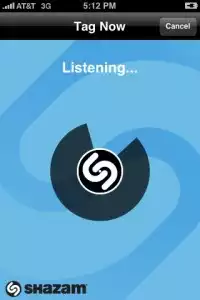 AT&T 3G 5:12 PM
Tag Now Cancel
Listening...
SHAZAM